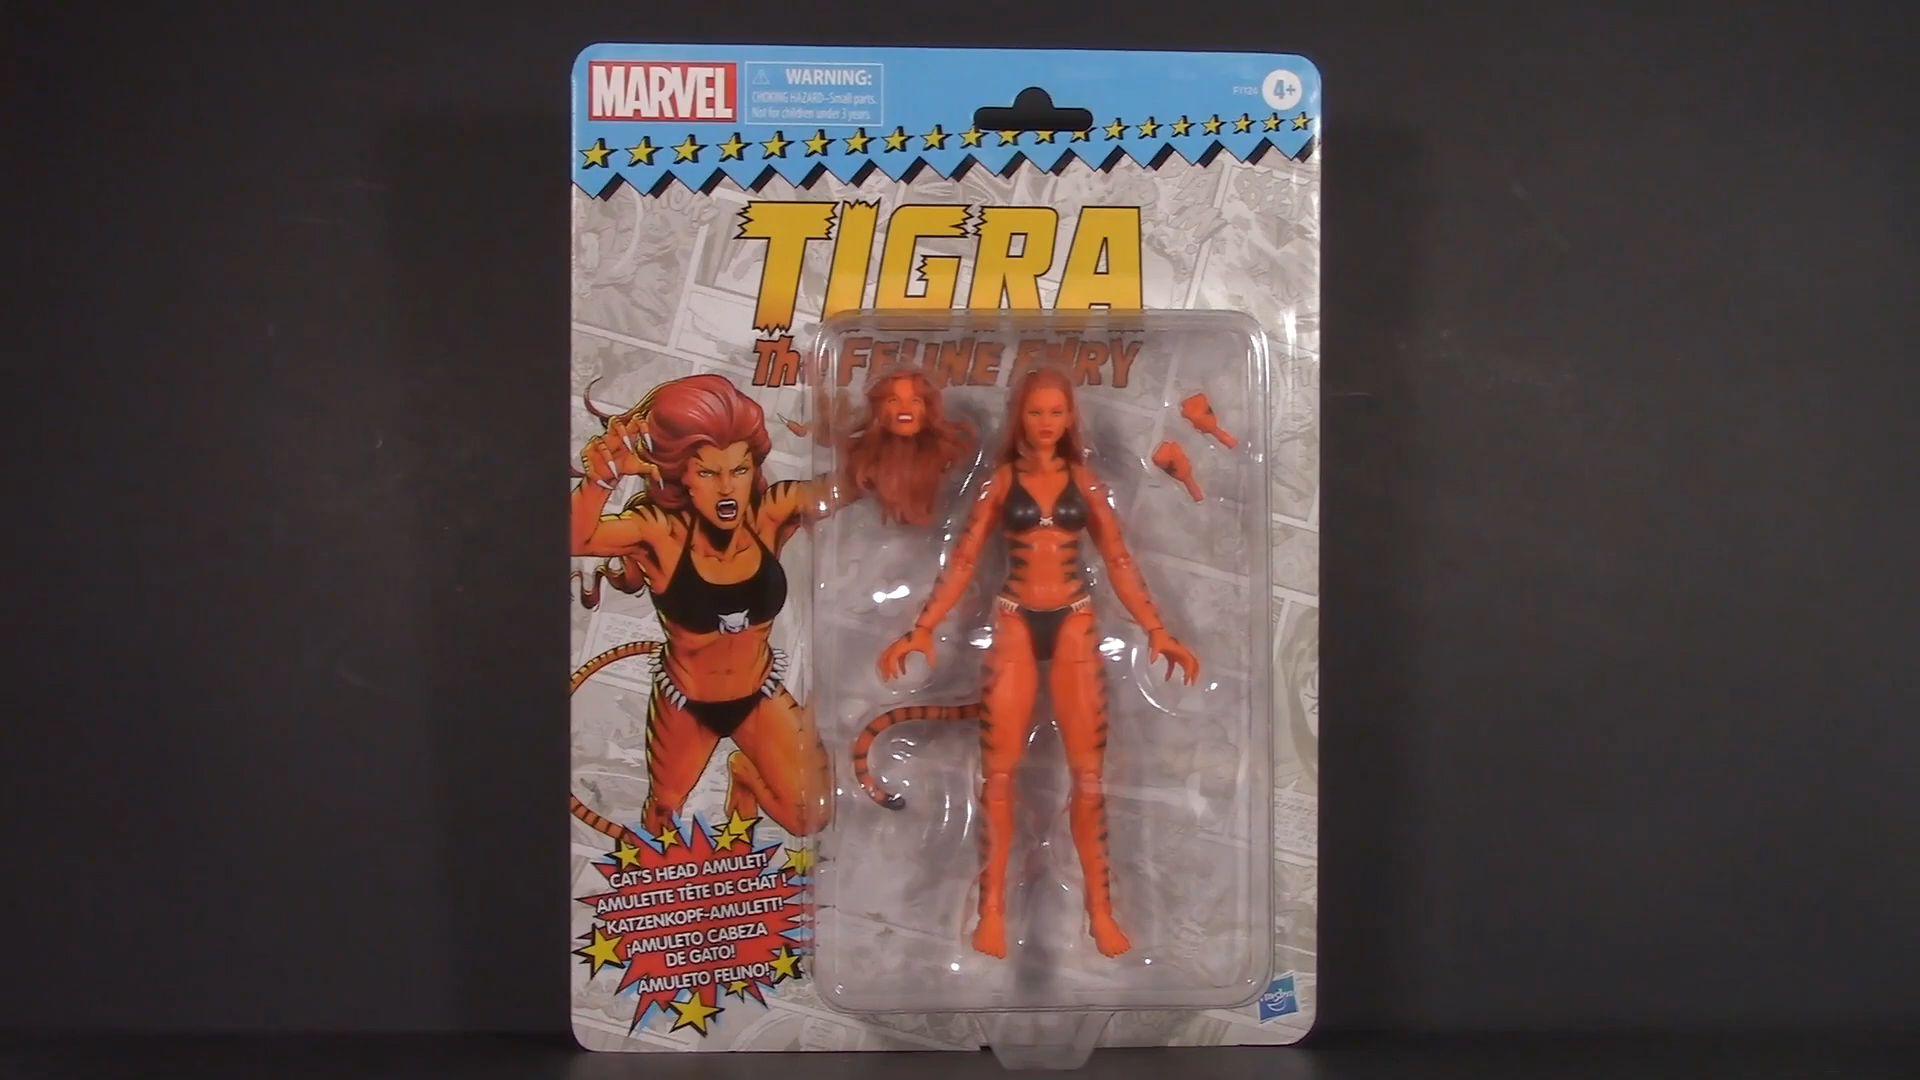 MARVEL
WARNING:
CHOKING HAZARD–Small parts.
Not for children under 3 years.
4+
TIGRA
The FELINE FURY
CAT'S HEAD AMULET!
AMULETTE TÊTE DE CHAT !
KATZENKOPF-AMULETT!
¡AMULETO CABEZA
DE GATO!
AMULETO FELINO!
Hasbro